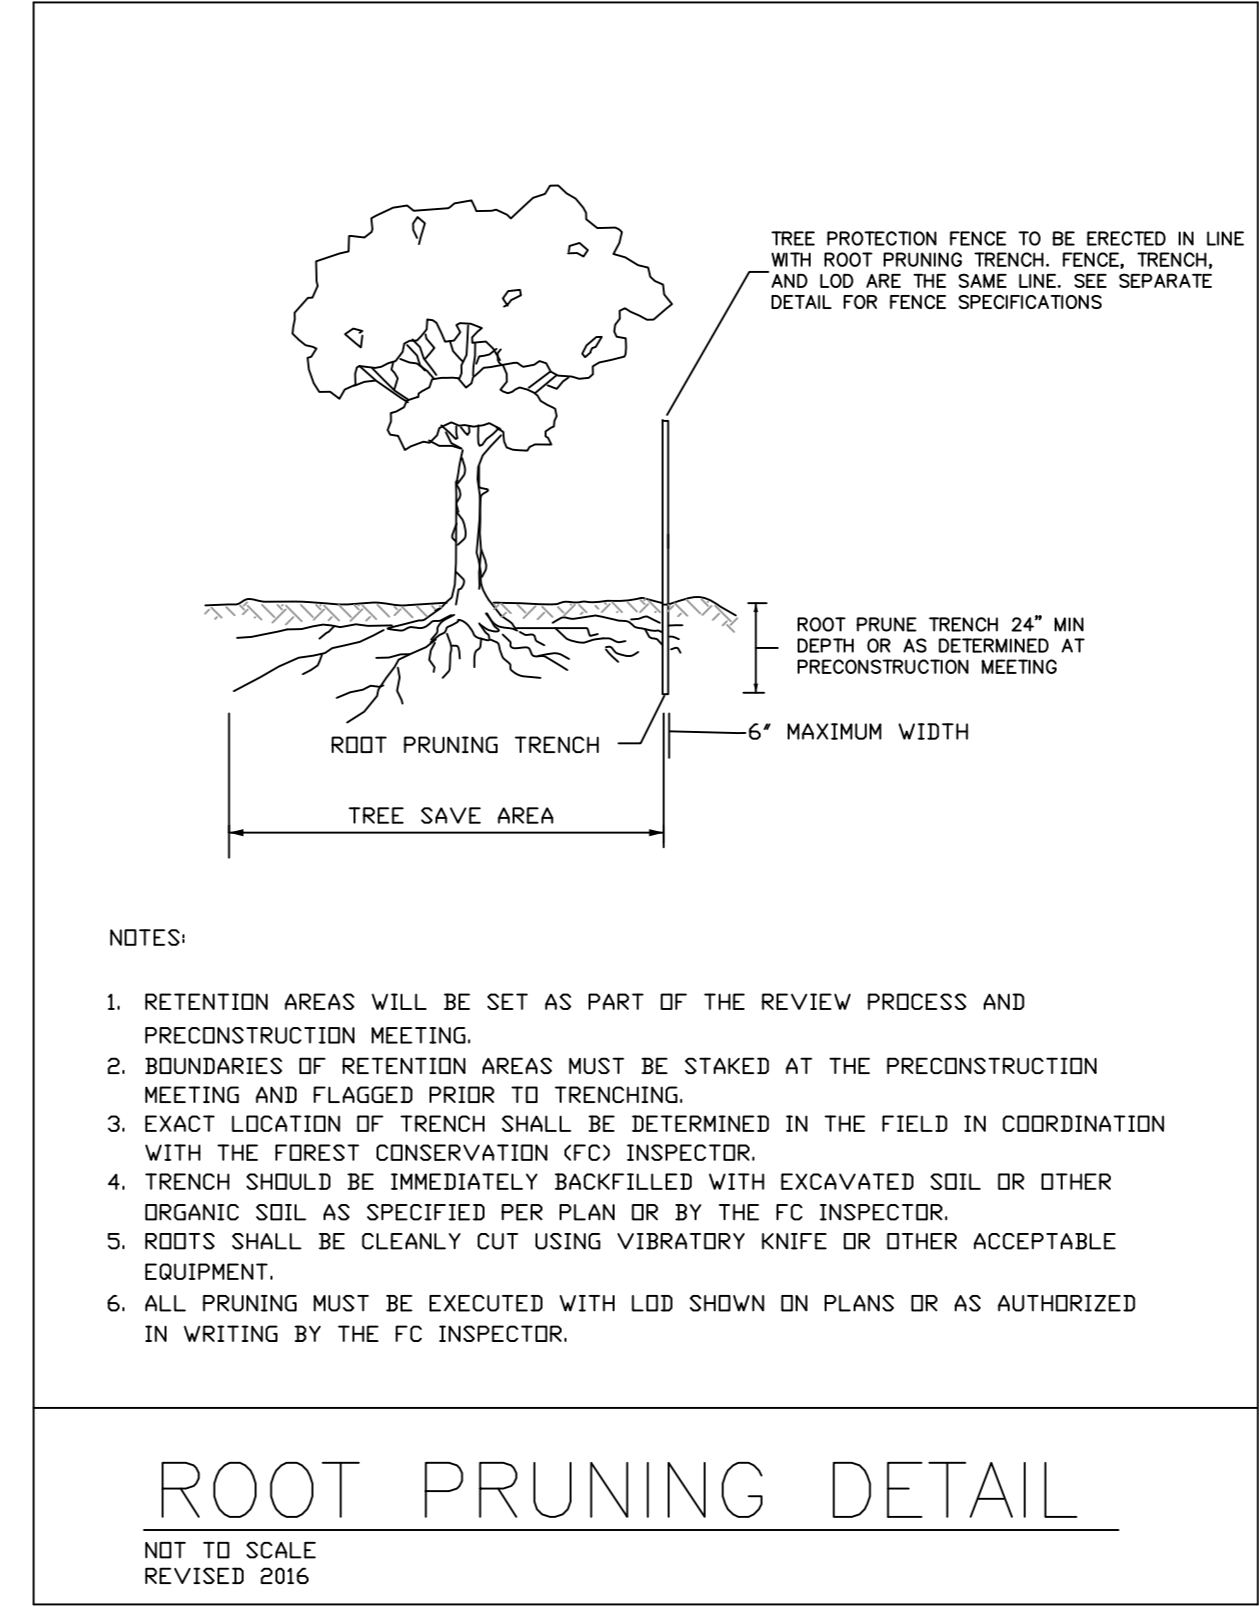 TREE PROTECTION FENCE TO BE ERECTED IN LINE
WITH ROOT PRUNING TRENCH. FENCE, TRENCH,
AND LOD ARE THE SAME LINE. SEE SEPARATE
DETAIL FOR FENCE SPECIFICATIONS
ROOT PRUNE TRENCH 24" MIN
DEPTH OR AS DETERMINED AT
PRECONSTRUCTION MEETING
6" MAXIMUM WIDTH
ROOT PRUNING TRENCH
TREE SAVE AREA
NOTES:
1. RETENTION AREAS WILL BE SET AS PART OF THE REVIEW PROCESS AND
PRECONSTRUCTION MEETING.
2. BOUNDARIES OF RETENTION AREAS MUST BE STAKED AT THE PRECONSTRUCTION
MEETING AND FLAGGED PRIOR TO TRENCHING.
3. EXACT LOCATION OF TRENCH SHALL BE DETERMINED IN THE FIELD IN COORDINATION
WITH THE FOREST CONSERVATION (FC) INSPECTOR.
4. TRENCH SHOULD BE IMMEDIATELY BACKFILLED WITH EXCAVATED SOIL OR OTHER
ORGANIC SOIL AS SPECIFIED PER PLAN OR BY THE FC INSPECTOR.
5. ROOTS SHALL BE CLEANLY CUT USING VIBRATORY KNIFE OR OTHER ACCEPTABLE
EQUIPMENT.
6. ALL PRUNING MUST BE EXECUTED WITH LOD SHOWN ON PLANS OR AS AUTHORIZED
IN WRITING BY THE FC INSPECTOR.
ROOT PRUNING DETAIL
NOT TO SCALE
REVISED 2016